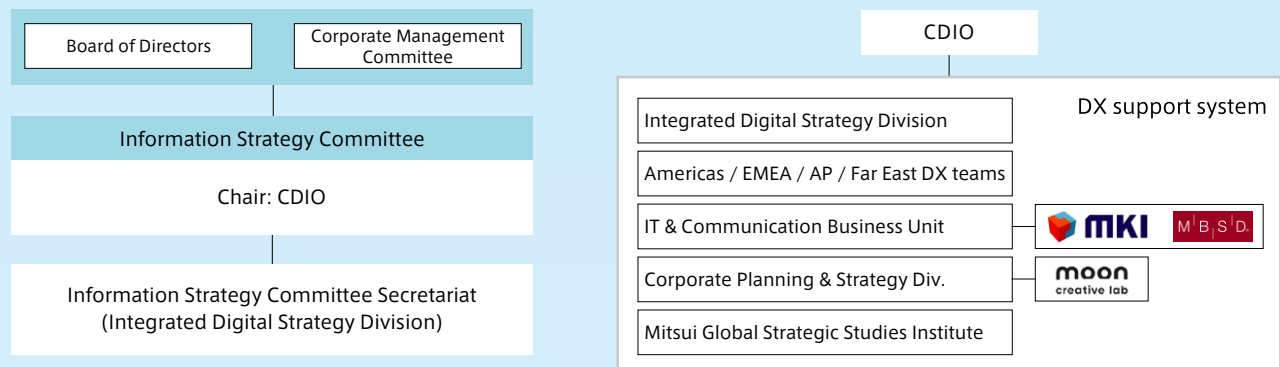 Board of Directors
Corporate Management
Committee
Information Strategy Committee
Chair: CDIO
Information Strategy Committee Secretariat
(Integrated Digital Strategy Division)
CDIO
DX support system
Integrated Digital Strategy Division
Americas / EMEA / AP / Far East DX teams
IT & Communication Business Unit
MKI
M|B|S|D.
Corporate Planning & Strategy Div.
moon
creative lab
Mitsui Global Strategic Studies Institute